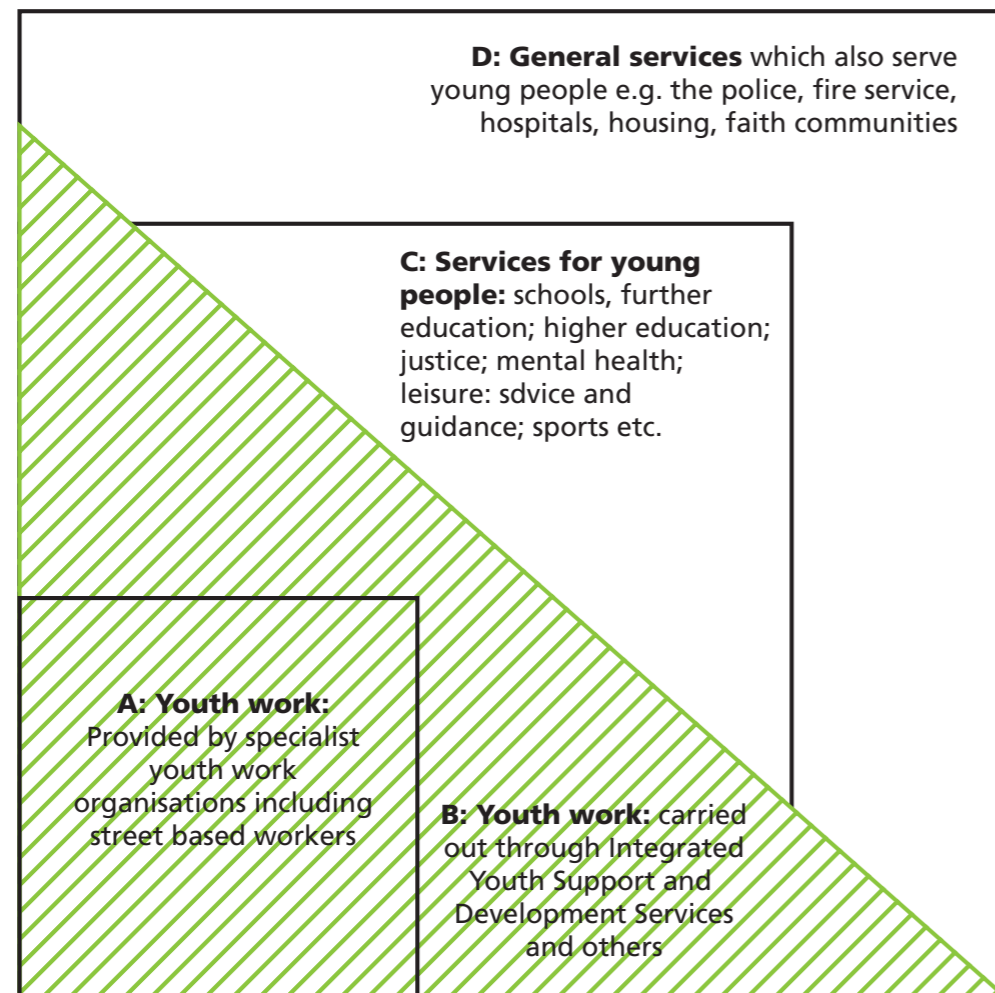 D: General services which also serve
young people e.g. the police, fire service,
hospitals, housing, faith communities
C: Services for young
people: schools, further
education; higher education;
justice; mental health;
leisure: sdvice and
guidance; sports etc.
A: Youth work:
Provided by specialist
youth work
organisations including
street based workers
B: Youth work: carried
out through Integrated
Youth Support and
Development Services
and others